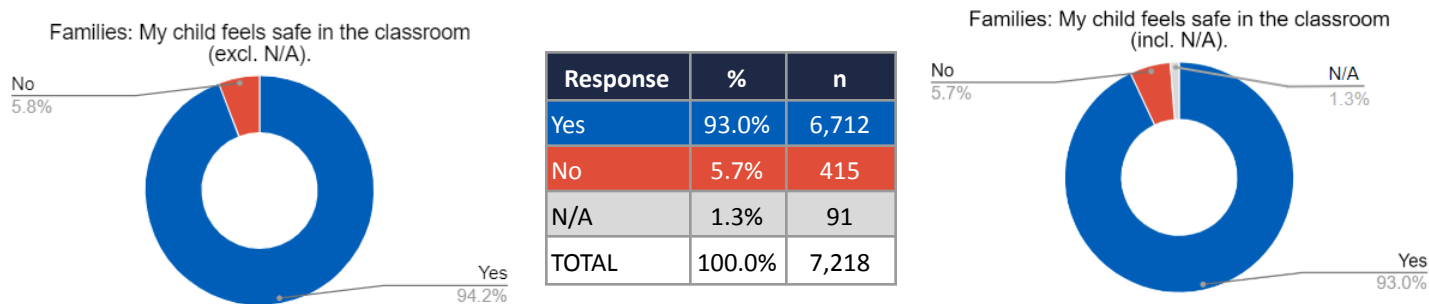 Families: My child feels safe in the classroom
(excl. N/A).
No
5.8%
Yes
94.2%
Response % n
Yes 93.0% 6,712
No 5.7% 415
N/A 1.3% 91
TOTAL 100.0% 7,218
Families: My child feels safe in the classroom
(incl. N/A).
No
5.7%
N/A
1.3%
Yes
93.0%